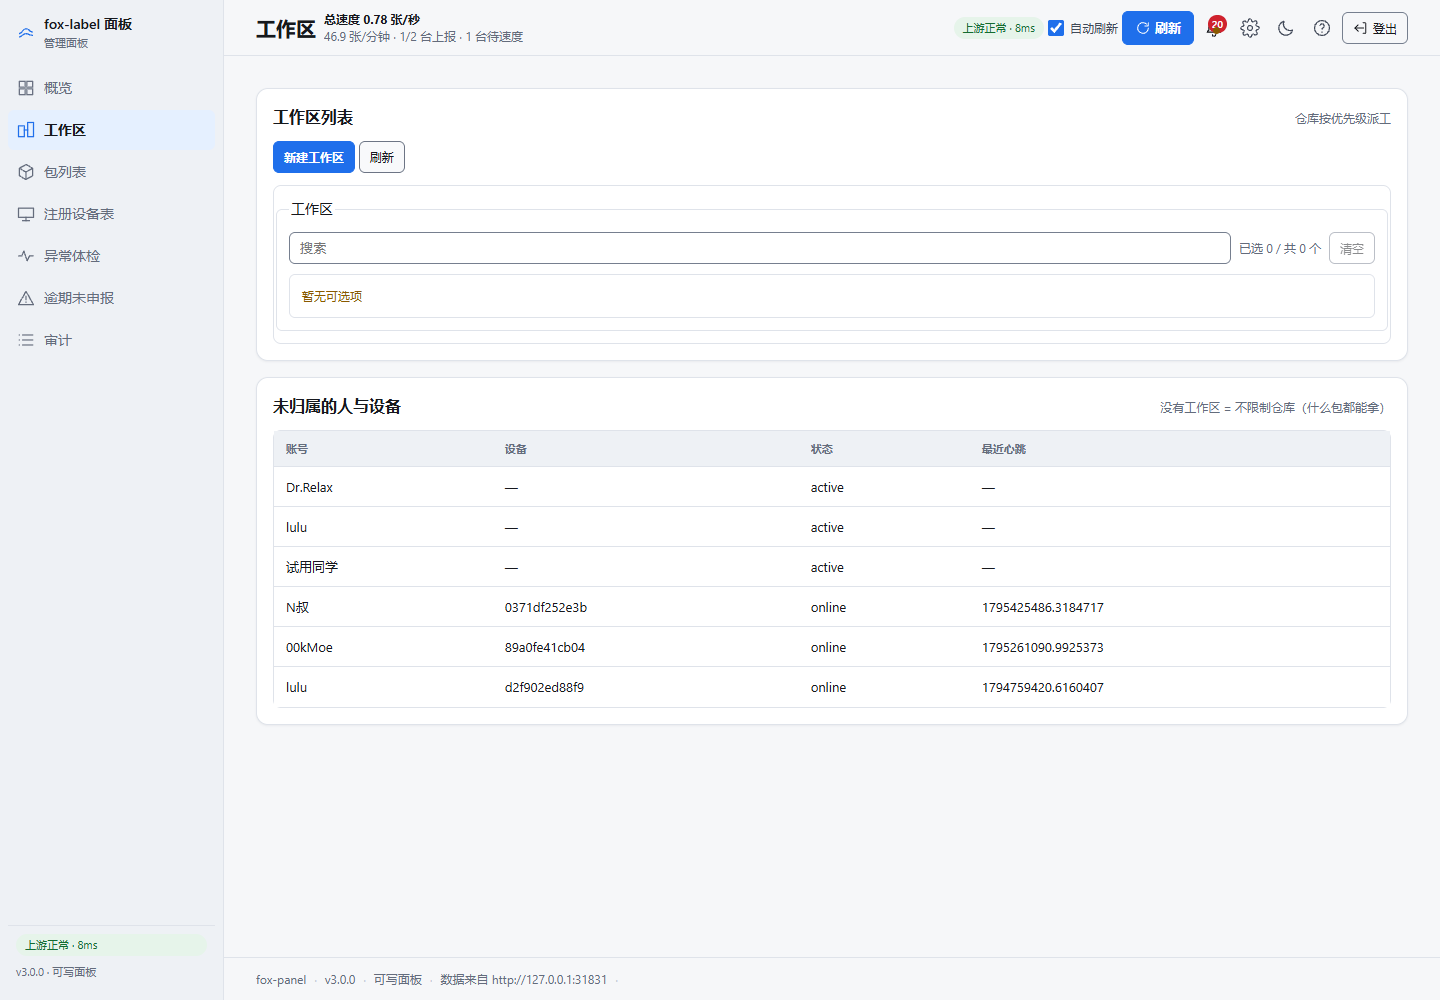 fox-label 面板
管理面板
概览
工作区
包列表
注册设备表
异常体检
逾期未申报
审计
上游正常 · 8ms
v3.0.0 · 可写面板
工作区
总速度 0.78 张/秒
46.9 张/分钟 · 1/2 台上报 · 1 台待速度
上游正常 · 8ms
自动刷新
刷新
20
登出
工作区列表
仓库按优先级派工
新建工作区
刷新
工作区
搜索
已选 0 / 共 0 个
清空
暂无可选项
未归属的人与设备
没有工作区 = 不限制仓库（什么包都能拿）
账号 设备 状态 最近心跳
Dr.Relax — active —
lulu — active —
试用同学 — active —
N叔 0371df252e3b online 1795425486.3184717
00kMoe 89a0fe41cb04 online 1795261090.9925373
lulu d2f902ed88f9 online 1794759420.6160407
fox-panel · v3.0.0 · 可写面板 · 数据来自 http://127.0.0.1:31831 ·